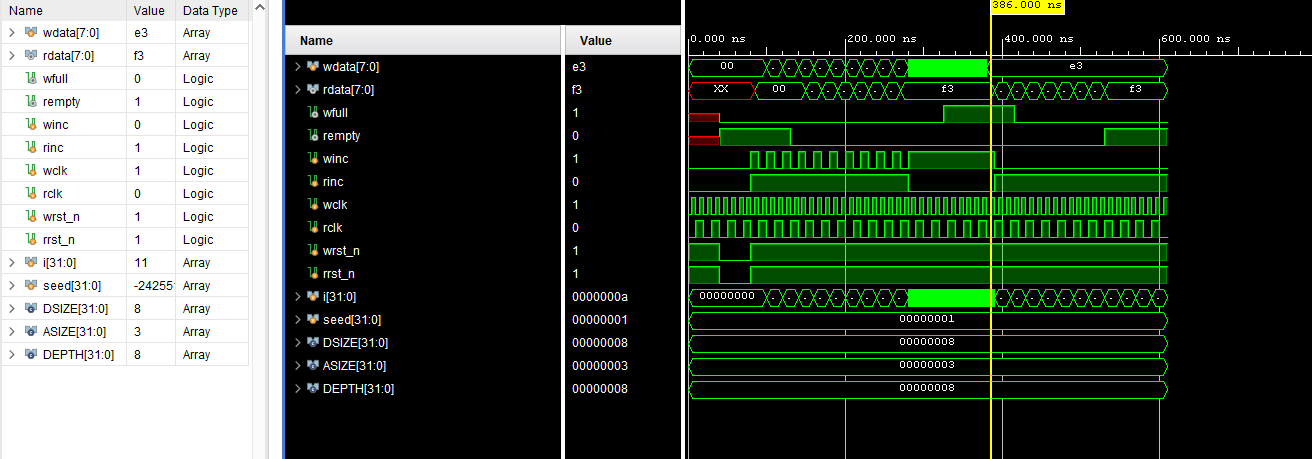 Name Value Data Type
wdata[7:0] e3 Array
rdata[7:0] f3 Array
wfull 0 Logic
rempty 0 Logic
winc 0 Logic
rinc 1 Logic
wclk 1 Logic
rclk 0 Logic
wrst_n 1 Logic
rrst_n 1 Logic
i[31:0] 11 Array
seed[31:0] -24255 Array
DSIZE[31:0] 8 Array
ASIZE[31:0] 3 Array
DEPTH[31:0] 8 Array
386.000 ns
Name Value 0.000 ns 200.000 ns 400.000 ns 600.000 ns
wdata[7:0] e3 00 e3
rdata[7:0] f3 XX 00 f3 f3
wfull 1
rempty 0
winc 1
rinc 0
wclk 1
rclk 0
wrst_n 1
rrst_n 1
i[31:0] 0000000a 00000000
seed[31:0] 00000001 00000001
DSIZE[31:0] 00000008 00000008
ASIZE[31:0] 00000003 00000003
DEPTH[31:0] 00000008 00000008